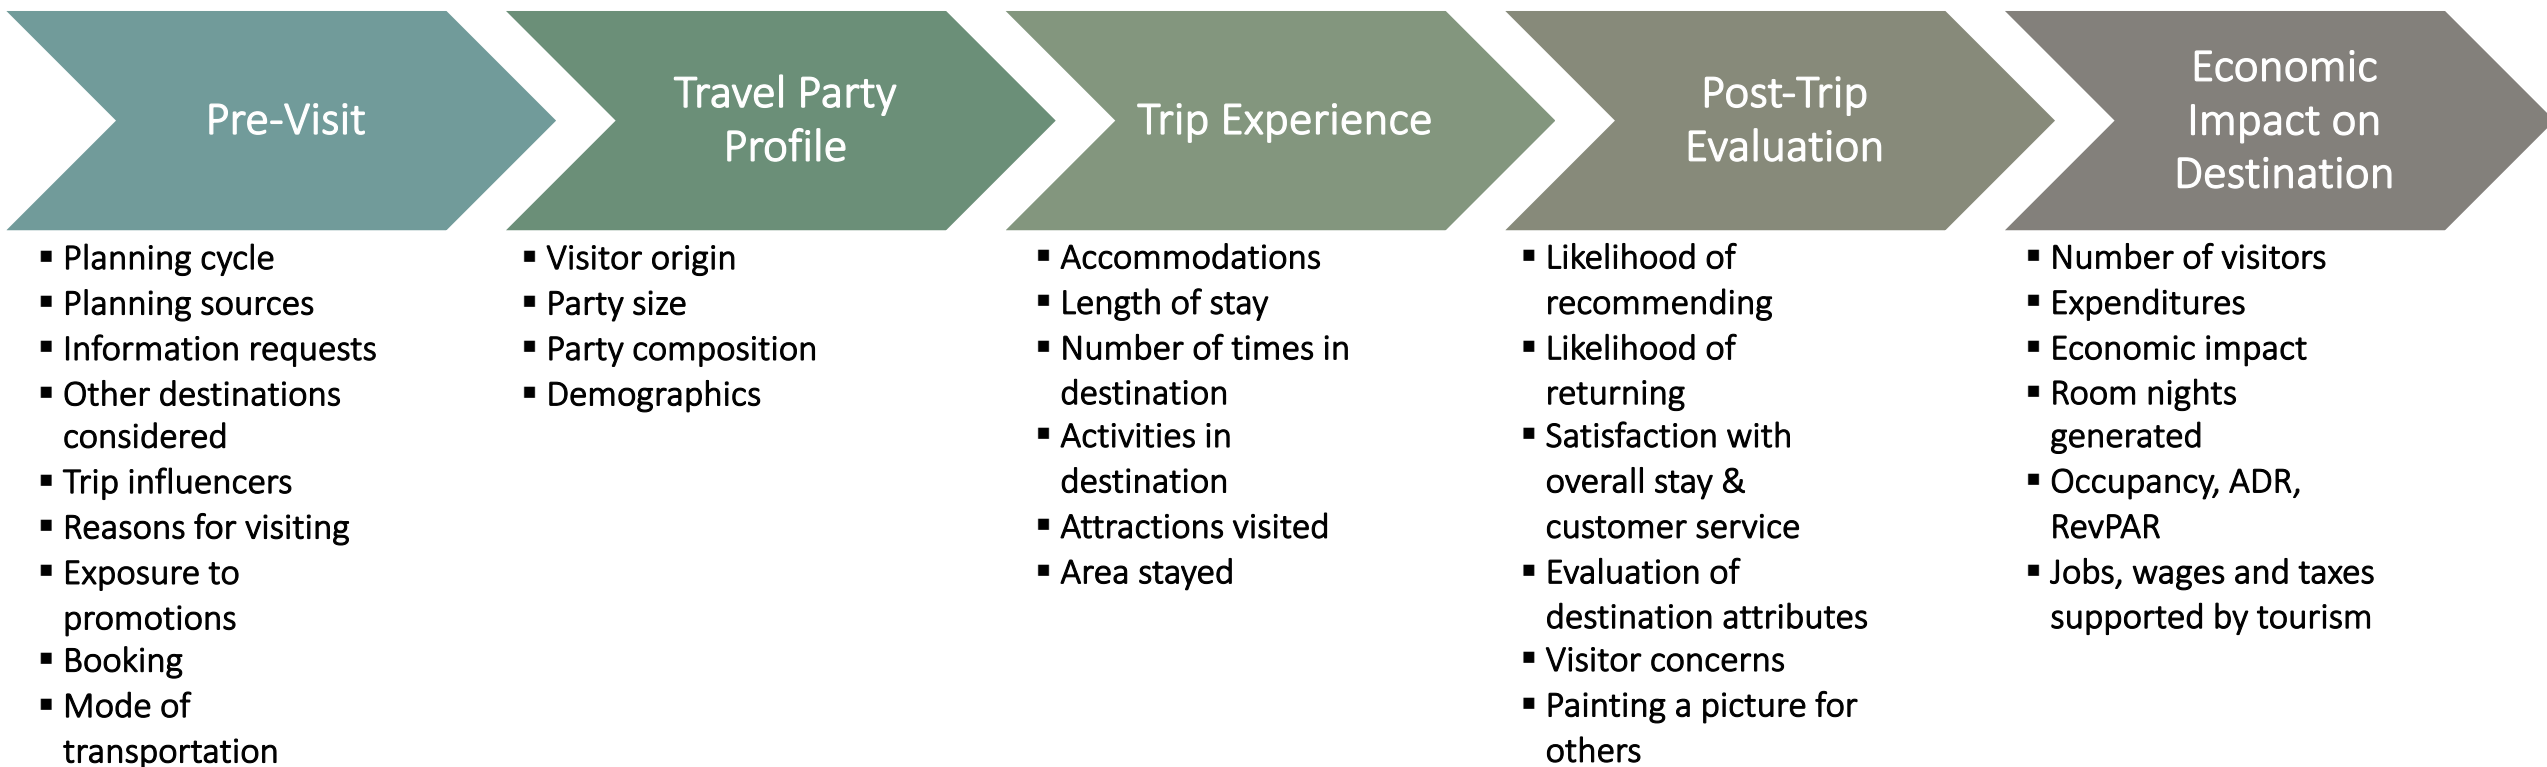 Pre-Visit
▪ Planning cycle
▪ Planning sources
▪ Information requests
▪ Other destinations
considered
▪ Trip influencers
▪ Reasons for visiting
▪ Exposure to
promotions
▪ Booking
▪ Mode of
transportation
Travel Party
Profile
▪ Visitor origin
▪ Party size
▪ Party composition
▪ Demographics
Trip Experience
▪ Accommodations
▪ Length of stay
▪ Number of times in
destination
▪ Activities in
destination
▪ Attractions visited
▪ Area stayed
Post-Trip
Evaluation
▪ Likelihood of
recommending
▪ Likelihood of
returning
▪ Satisfaction with
overall stay &
customer service
▪ Evaluation of
destination attributes
▪ Visitor concerns
▪ Painting a picture for
others
Economic
Impact on
Destination
▪ Number of visitors
▪ Expenditures
▪ Economic impact
▪ Room nights
generated
▪ Occupancy, ADR,
RevPAR
▪ Jobs, wages and taxes
supported by tourism